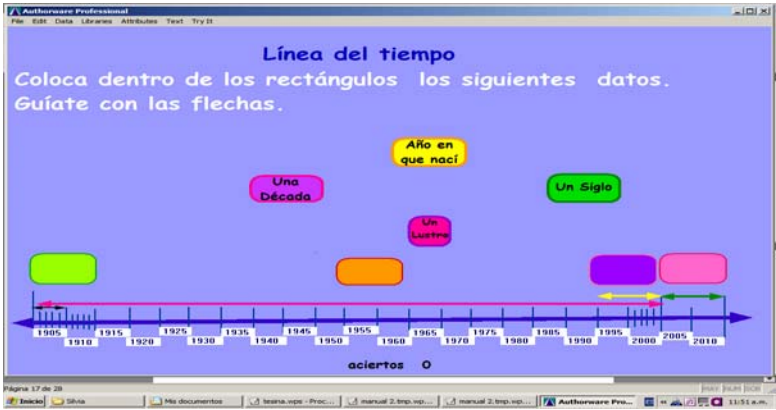 Authorware Professional
File Edit Data Libraries Attributes Text Try It
Línea del tiempo
Coloca dentro de los rectángulos los siguientes datos.
Guíate con las flechas.
Año en
que nací
Una
Década
Un Siglo
Un
Lustro
1905 1915 1925 1935 1945 1955 1965 1975 1985 1995 2005
1910 1920 1930 1940 1950 1960 1970 1980 1990 2000 2010
aciertos 0
Página 17 de 28
Inicio Silvia Mis documentos tesina.wps - Proc... manual 2.tmp.wp... manual 2.tmp.wp... Authorware Pro... 11:51 a.m.